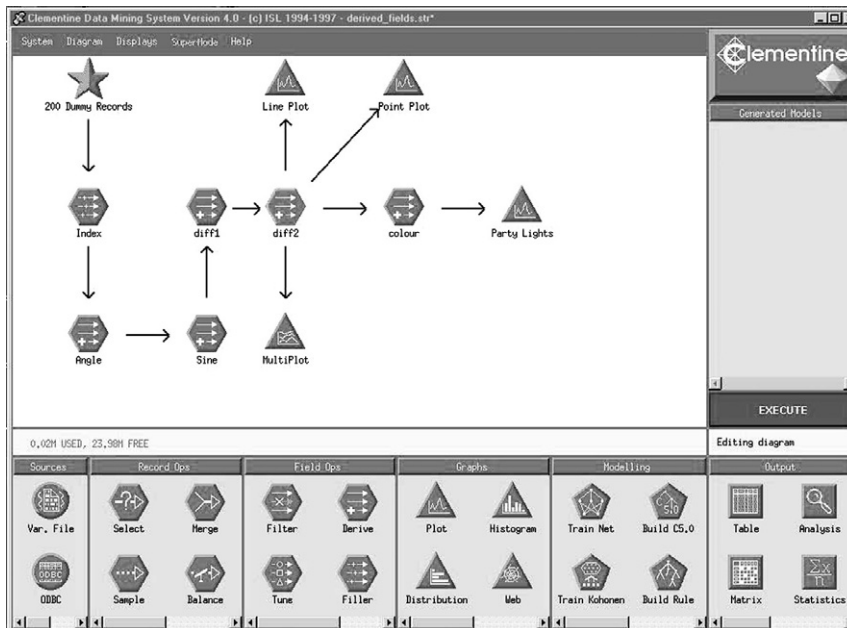 Clementine Data Mining System Version 4.0 - (c) ISL 1994-1997 - derived_fields.str*
System Diagram Displays SuperNode Help
Clementine
200 Dummy Records
Line Plot
Point Plot
Generated Models
Index
diff1
diff2
colour
Party Lights
Angle
Sine
MultiPlot
EXECUTE
0.02M USED, 23.98M FREE
Editing diagram
Sources
Record Ops
Field Ops
Graphs
Modelling
Output
Var. File
Select
Merge
Filter
Derive
Plot
Histogram
Train Net
C5.0
Build C5.0
Table
Analysis
ODBC
ODBC
Sample
Balance
Tune
Filler
Distribution
Web
Train Kohonen
Build Rule
Matrix
Σx
n
Statistics